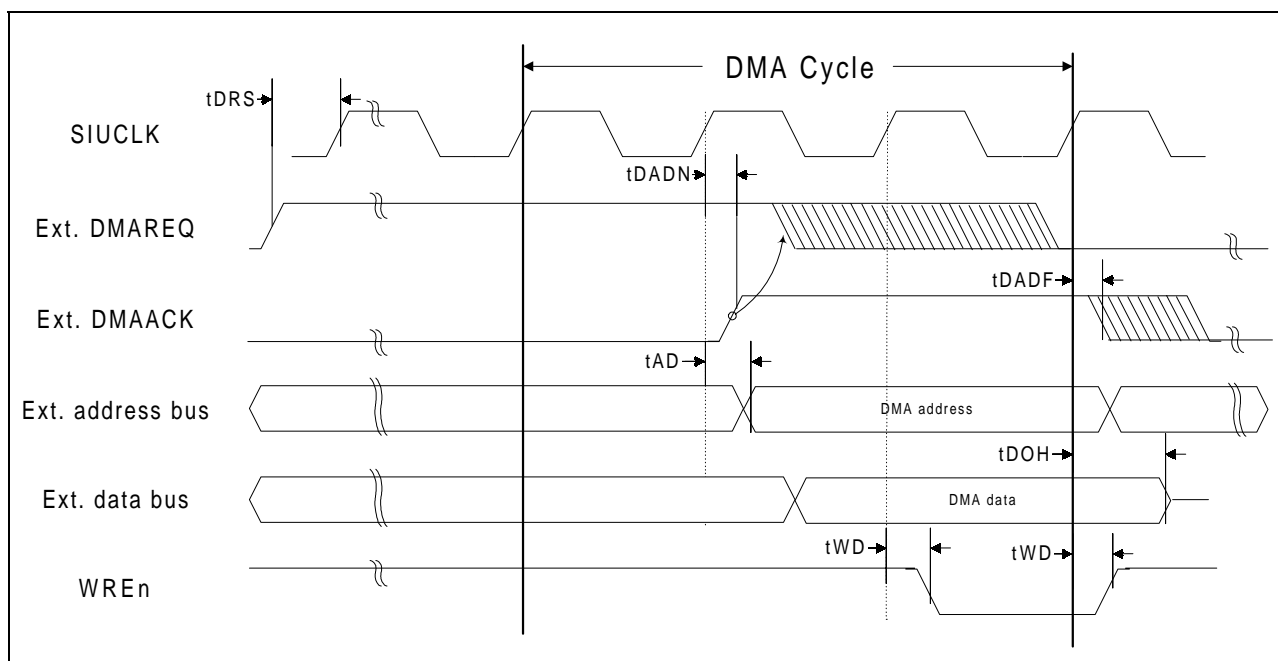 DMA Cycle
tDRS
SIUCLK
tDADN
Ext. DMAREQ
tDADF
Ext. DMAACK
tAD
Ext. address bus
DMA address
tDOH
Ext. data bus
DMA data
tWD
tWD
WREn